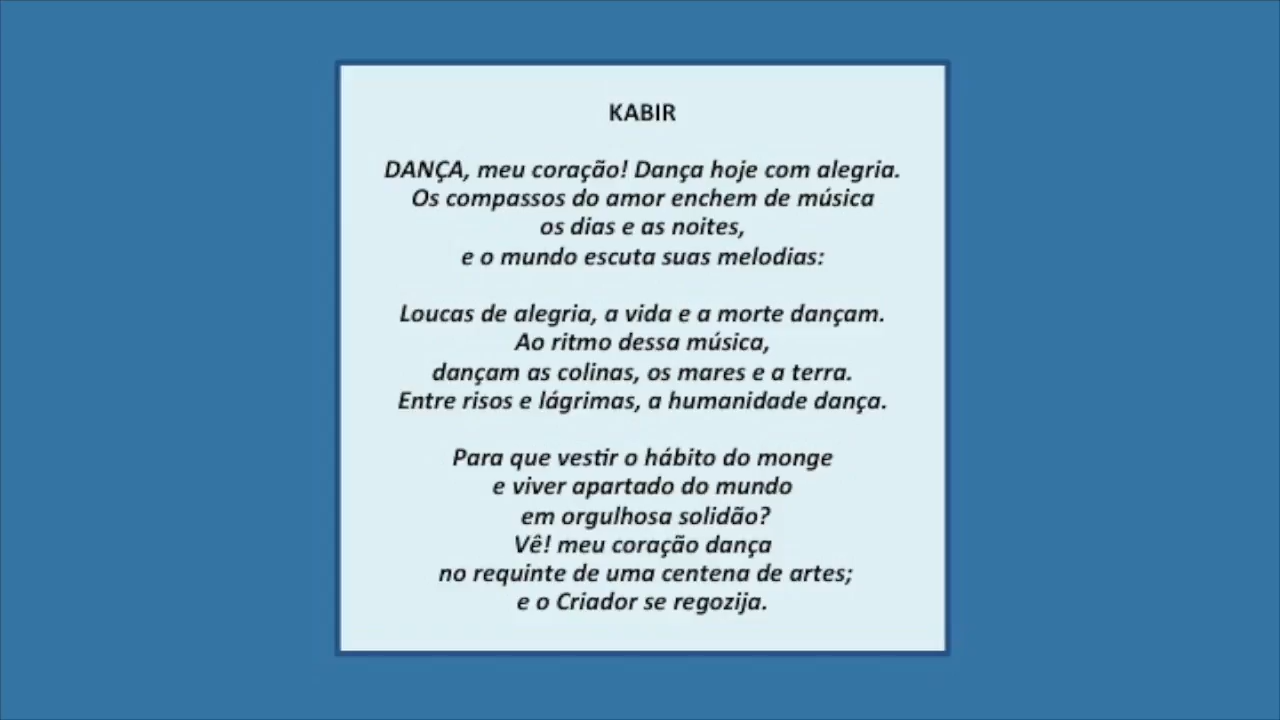 KABIR
DANÇA, meu coração! Dança hoje com alegria.
Os compassos do amor enchem de música
os dias e as noites,
e o mundo escuta suas melodias:
Loucas de alegria, a vida e a morte dançam.
Ao ritmo dessa música,
dançam as colinas, os mares e a terra.
Entre risos e lágrimas, a humanidade dança.
Para que vestir o hábito do monge
e viver apartado do mundo
em orgulhosa solidão?
Vê! meu coração dança
no requinte de uma centena de artes;
e o Criador se regozija.